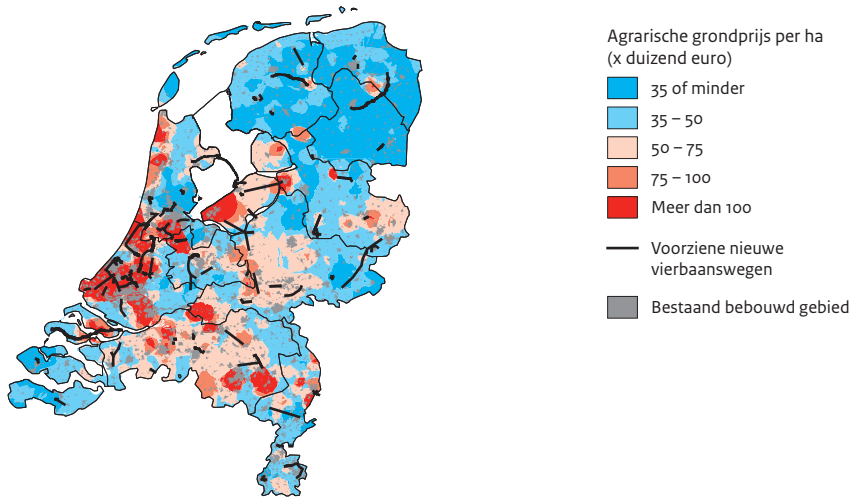 Agrarische grondprijs per ha
(x duizend euro)
35 of minder
35 – 50
50 – 75
75 – 100
Meer dan 100
Voorziene nieuwe
vierbaanswegen
Bestaand bebouwd gebied